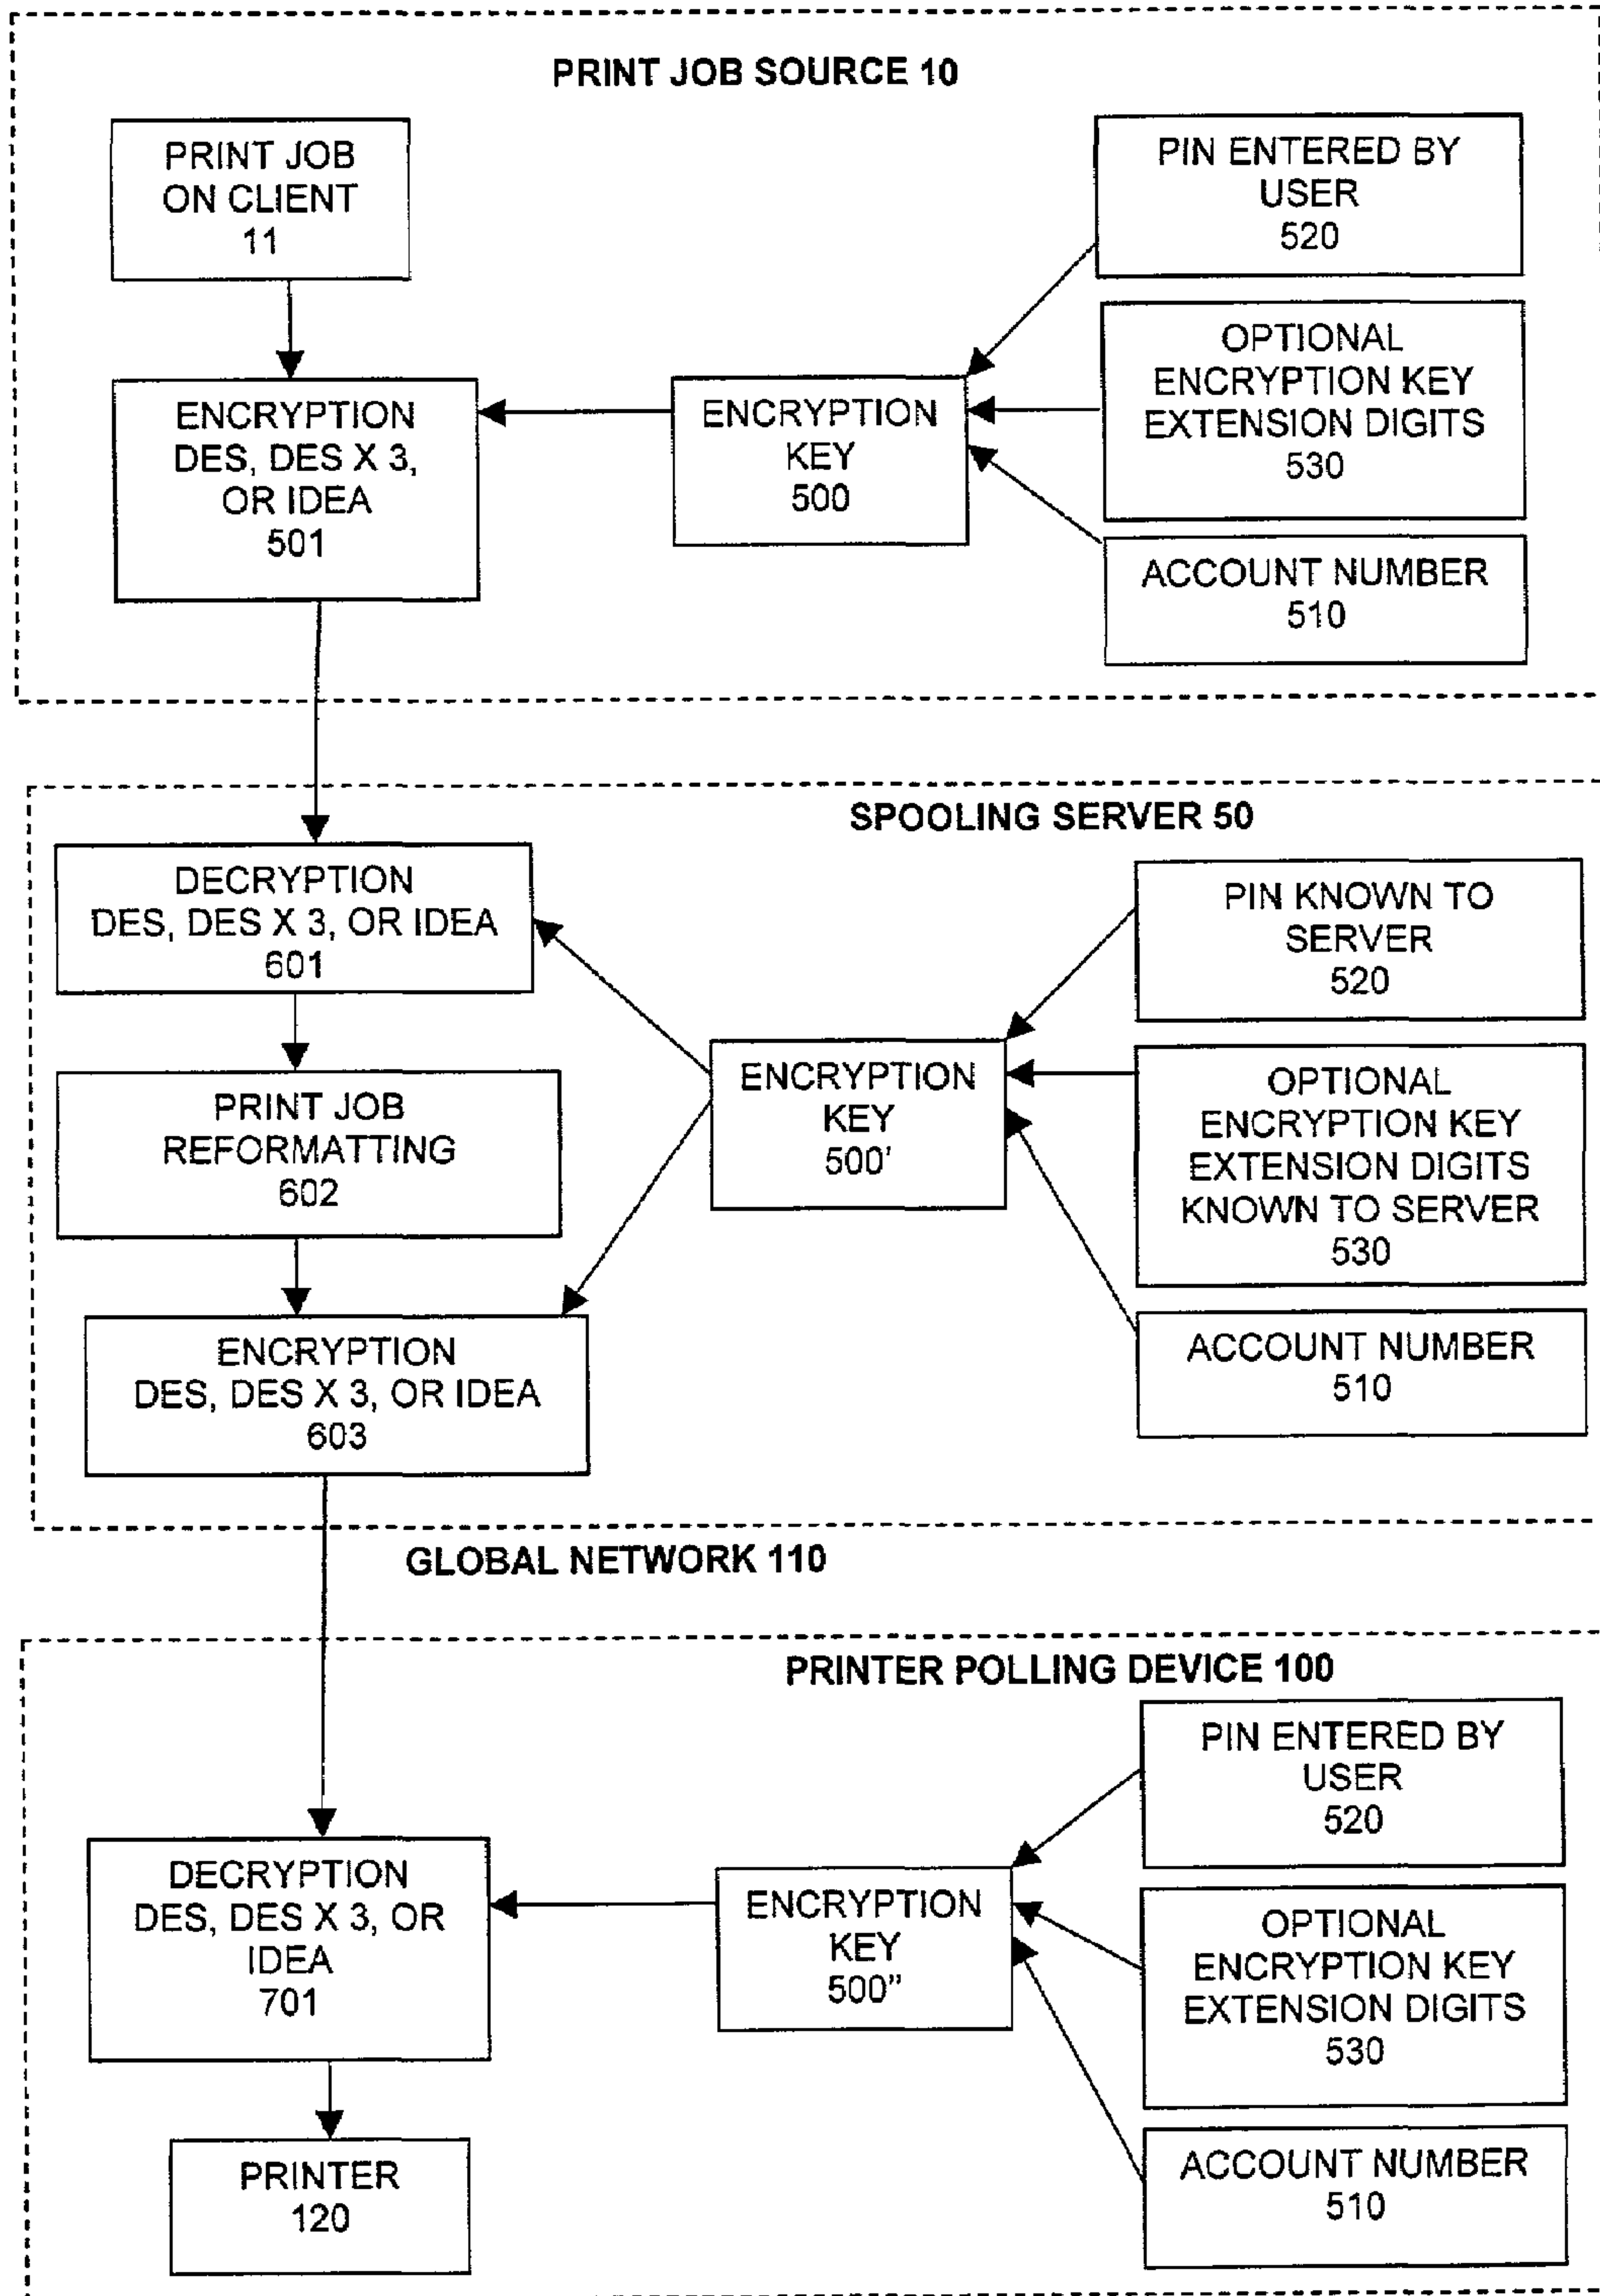 PRINT JOB SOURCE 10
PRINT JOB
ON CLIENT
11
PIN ENTERED BY
USER
520
OPTIONAL
ENCRYPTION KEY
EXTENSION DIGITS
530
ENCRYPTION
DES, DES X 3,
OR IDEA
501
ENCRYPTION
KEY
500
ACCOUNT NUMBER
510
SPOOLING SERVER 50
DECRYPTION
DES, DES X 3, OR IDEA
601
PIN KNOWN TO
SERVER
520
PRINT JOB
REFORMATTING
602
ENCRYPTION
KEY
500'
OPTIONAL
ENCRYPTION KEY
EXTENSION DIGITS
KNOWN TO SERVER
530
ENCRYPTION
DES, DES X 3, OR IDEA
603
ACCOUNT NUMBER
510
GLOBAL NETWORK 110
PRINTER POLLING DEVICE 100
PIN ENTERED BY
USER
520
DECRYPTION
DES, DES X 3, OR
IDEA
701
ENCRYPTION
KEY
500"
OPTIONAL
ENCRYPTION KEY
EXTENSION DIGITS
530
PRINTER
120
ACCOUNT NUMBER
510